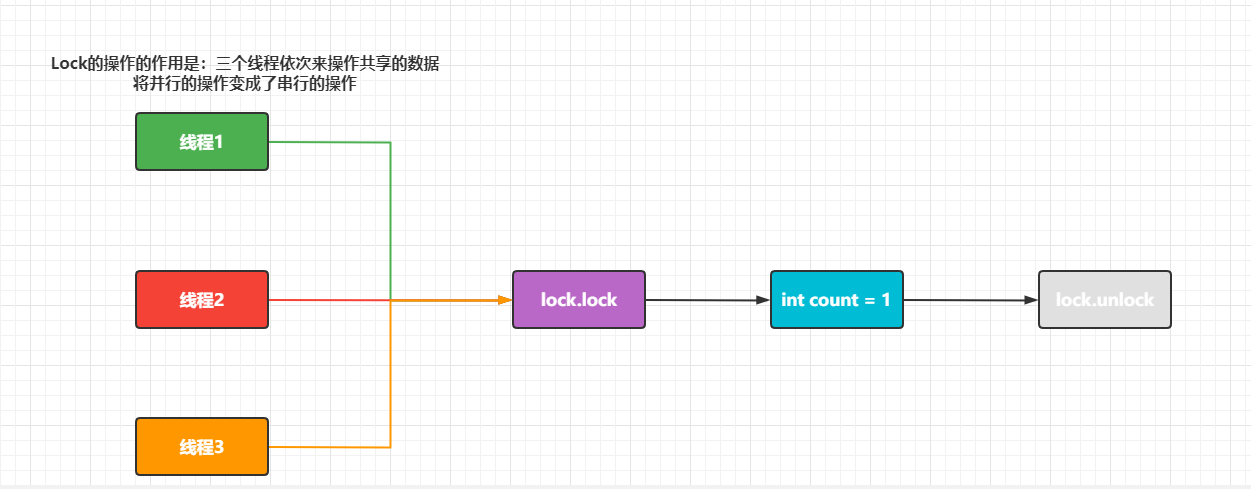 Lock的操作的作用是：三个线程依次来操作共享的数据
将并行的操作变成了串行的操作
线程1
线程2
lock.lock
int count = 1
lock.unlock
线程3